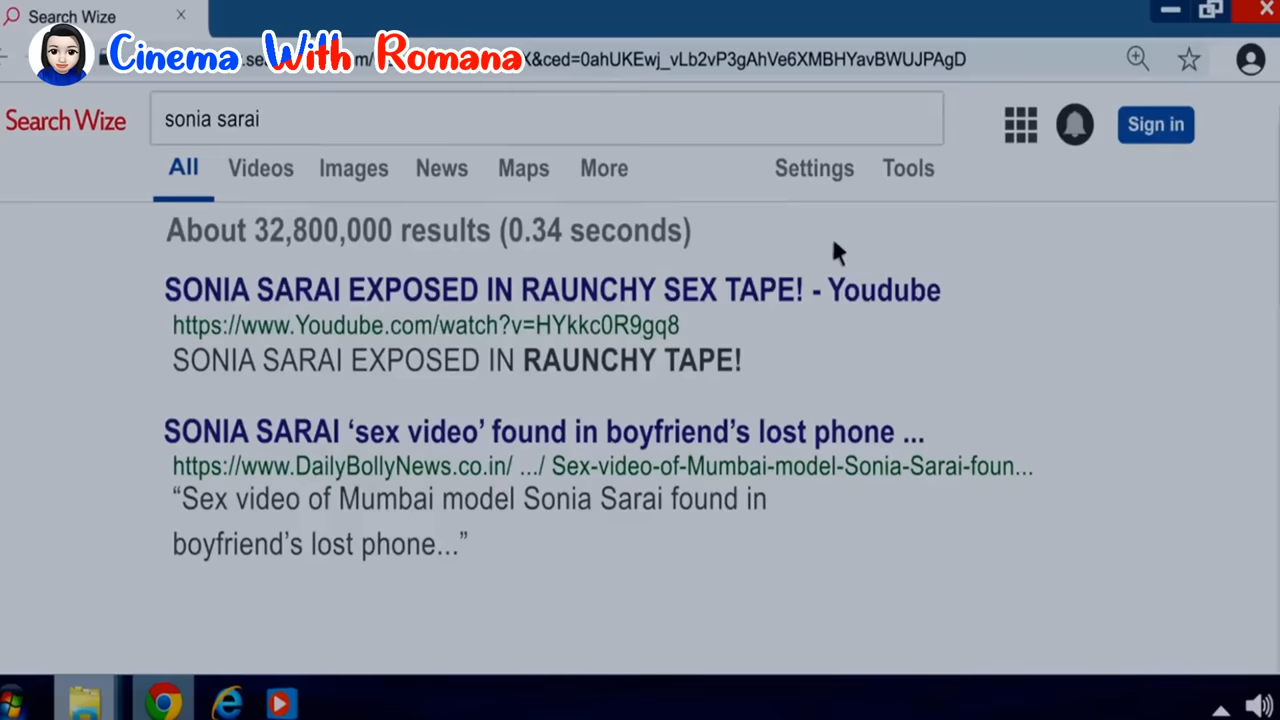 Search Wize
Cinema With Romana
X&ced=0ahUKEwj_vLb2vP3gAhVe6XMBHYavBWUJPAgD
Search Wize
sonia sarai
Sign in
All Videos Images News Maps More Settings Tools
About 32,800,000 results (0.34 seconds)
SONIA SARAI EXPOSED IN RAUNCHY SEX TAPE! - Youdube
https://www.Youdube.com/watch?v=HYkkc0R9gq8
SONIA SARAI EXPOSED IN RAUNCHY TAPE!
SONIA SARAI ‘sex video’ found in boyfriend’s lost phone ...
https://www.DailyBollyNews.co.in/ .../ Sex-video-of-Mumbai-model-Sonia-Sarai-foun...
“Sex video of Mumbai model Sonia Sarai found in
boyfriend’s lost phone...”